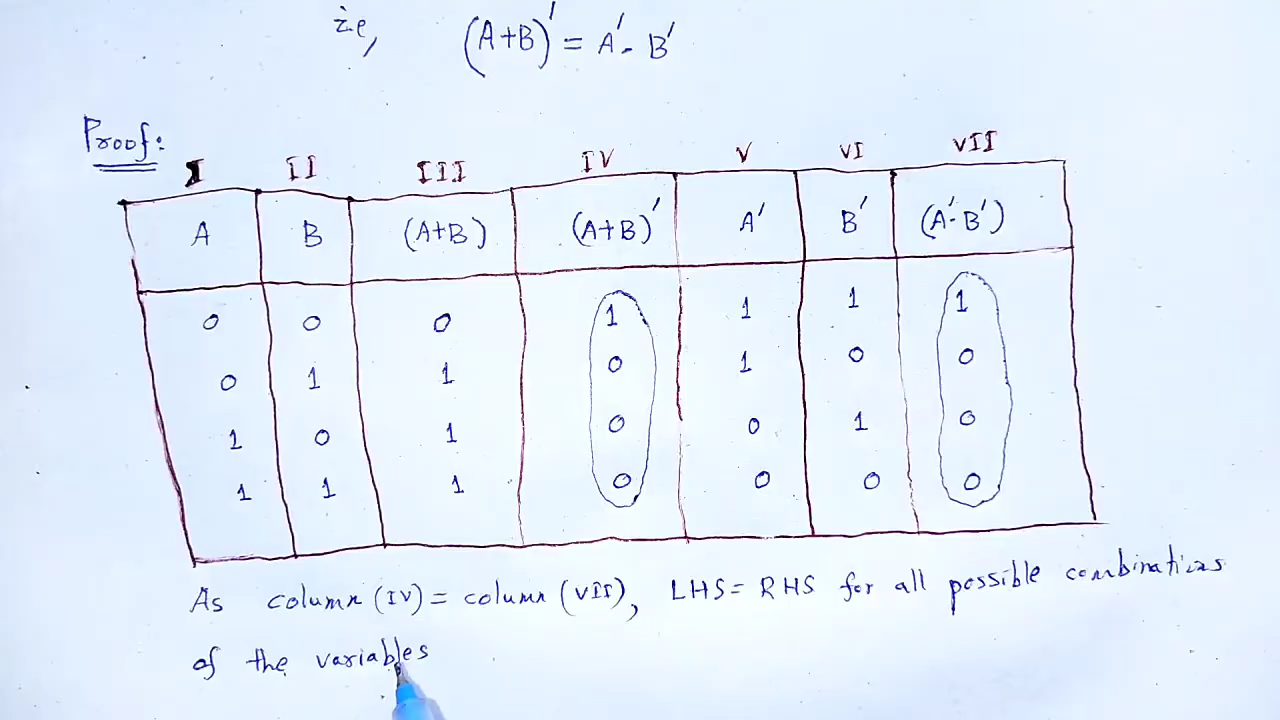 ie, (A+B)' = A'. B'
Proof:
I II III IV V VI VII
A B (A+B) (A+B)' A' B' (A'.B')
0 0 0 1 1 1 1
0 1 1 0 1 0 0
1 0 1 0 0 1 0
1 1 1 0 0 0 0
As column (IV) = column (VII), LHS = RHS for all possible combinations
of the variables